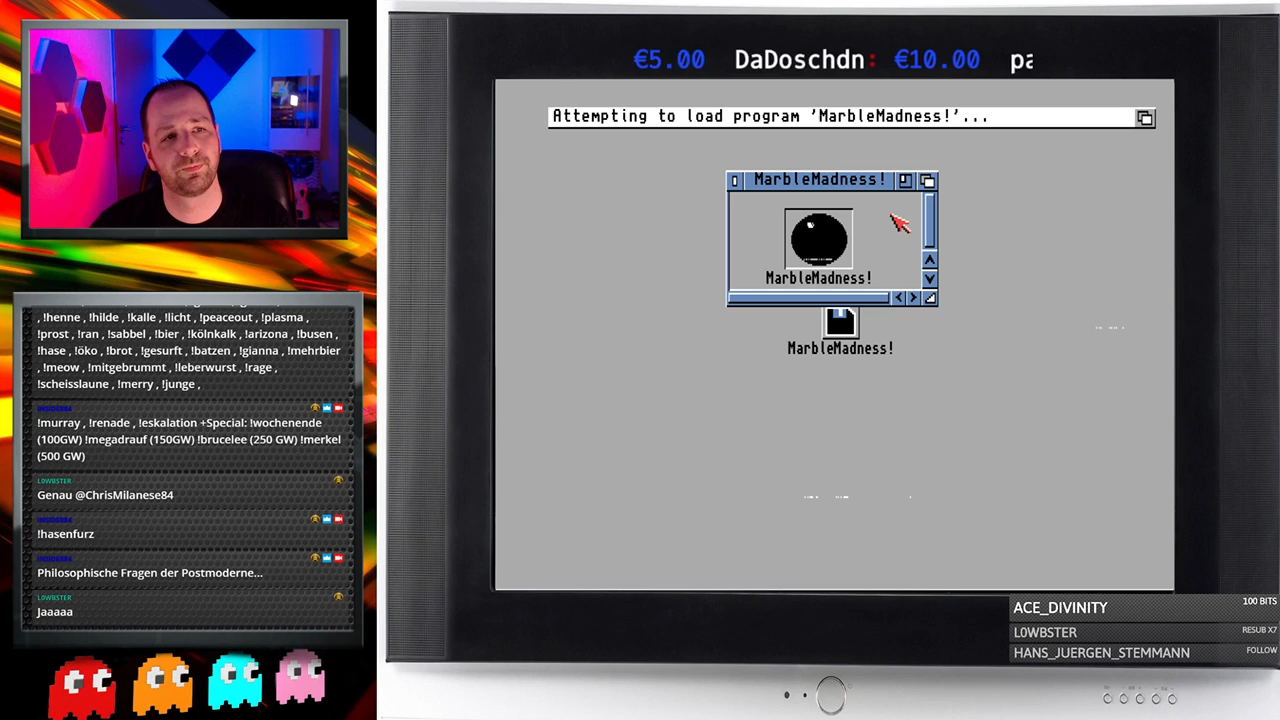 €5.00 DaDoschdn: €10.00 pa
Attempting to load program 'MarbleMadness!'...
MarbleMadness!
MarbleMadness!
MarbleMadness!
, !henne , !hilde , !kalle , !licht , !peaceout , !plasma ,
!prost , !ran , !sabbel , !bier , !kölnkalk , !arizona , !busen ,
!hase , !öko , !brot , !gesurft , !batzen , !gianna , !mehrbier
, !meow , !mitgebrummt , !leberwurst , !rage ,
!scheisslaune , !merry , !junge ,
INSIDER84
!murray , !renade , !eskalation +Special: !wochenende
(100GW) !megadrauf (150GW) !brucelee (250 GW) !merkel
(500 GW)
L0WBSTER
Genau @ChrisMilanese84
INSIDER84
!hasenfurz
INSIDER84
Philosophische Fragen der Postmoderne...
L0WBSTER
Jaaaaa
ACE_DIVINITY 100 BITS
L0WBSTER RESUB X7
HANS_JUERGEN_STEMMANN FOLLOW